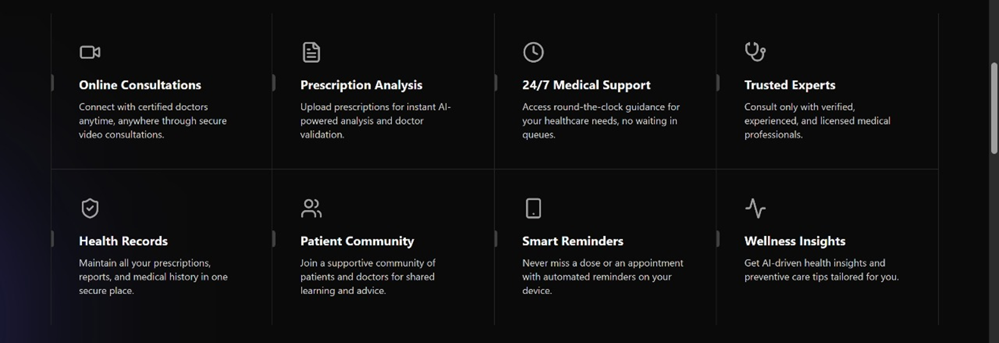 Online Consultations
Connect with certified doctors
anytime, anywhere through secure
video consultations.
Prescription Analysis
Upload prescriptions for instant AI-
powered analysis and doctor
validation.
24/7 Medical Support
Access round-the-clock guidance for
your healthcare needs, no waiting in
queues.
Trusted Experts
Consult only with verified,
experienced, and licensed medical
professionals.
Health Records
Maintain all your prescriptions,
reports, and medical history in one
secure place.
Patient Community
Join a supportive community of
patients and doctors for shared
learning and advice.
Smart Reminders
Never miss a dose or an appointment
with automated reminders on your
device.
Wellness Insights
Get AI-driven health insights and
preventive care tips tailored for you.